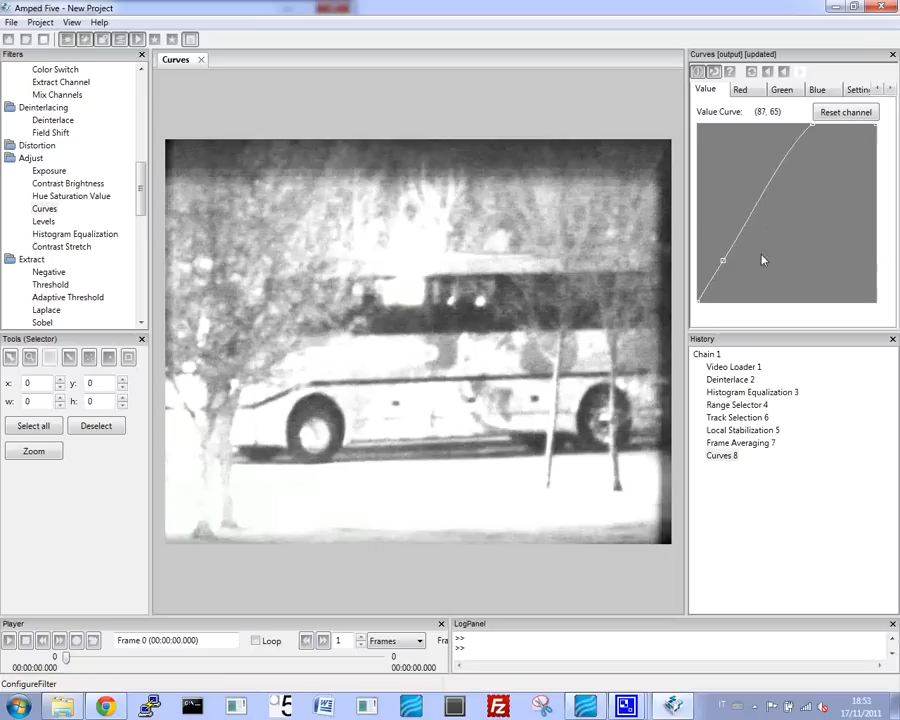 Amped Five - New Project
File Project View Help
Filters
Color Switch
Extract Channel
Mix Channels
Deinterlacing
Deinterlace
Field Shift
Distortion
Adjust
Exposure
Contrast Brightness
Hue Saturation Value
Curves
Levels
Histogram Equalization
Contrast Stretch
Extract
Negative
Threshold
Adaptive Threshold
Laplace
Sobel
Tools (Selector)
x: 0 y: 0
w: 0 h: 0
Select all Deselect
Zoom
Curves
Curves [output] [updated]
Value Red Green Blue Settin
Value Curve: (87, 65) Reset channel
History
Chain 1
Video Loader 1
Deinterlace 2
Histogram Equalization 3
Range Selector 4
Track Selection 6
Local Stabilization 5
Frame Averaging 7
Curves 8
Player
Frame 0 (00:00:00.000) Loop 1 Frames Fra
0 0
00:00:00.000 00:00:00.000
LogPanel
>>
>>
ConfigureFilter
5
IT
18:53
17/11/2011